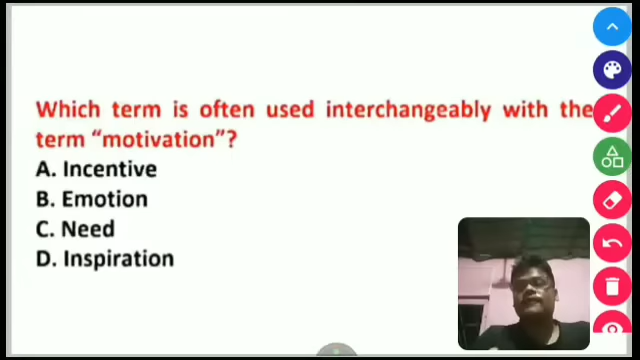 Which term is often used interchangeably with the
term “motivation”?
A. Incentive
B. Emotion
C. Need
D. Inspiration